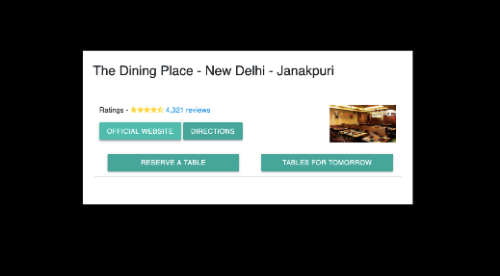 The Dining Place - New Delhi - Janakpuri
Ratings - 4,321 reviews
OFFICIAL WEBSITE DIRECTIONS
RESERVE A TABLE TABLES FOR TOMORROW